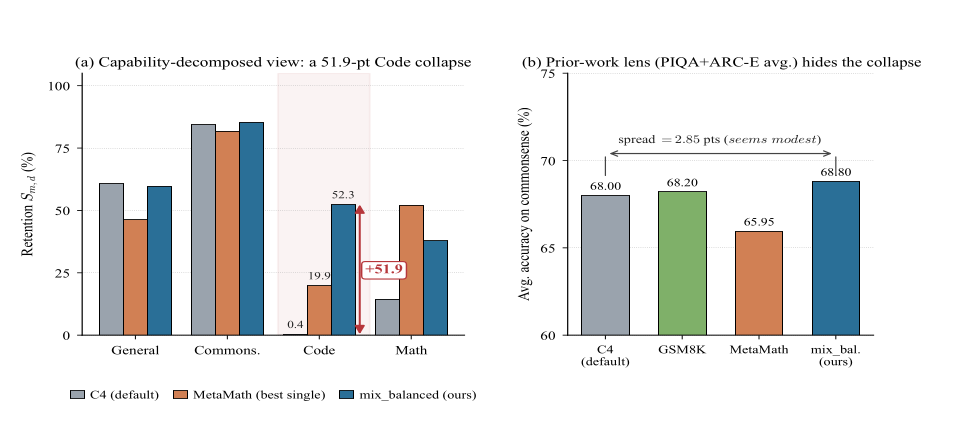 (a) Capability-decomposed view: a 51.9-pt Code collapse
Retention S_{m,d} (%)
100
75
50
25
0
0.4
19.9
52.3
+51.9
General
Commons.
Code
Math
C4 (default)
MetaMath (best single)
mix_balanced (ours)
(b) Prior-work lens (PIQA+ARC-E avg.) hides the collapse
Avg. accuracy on commonsense (%)
75
70
65
60
spread = 2.85 pts (seems modest)
68.00
68.20
65.95
68.80
C4
(default)
GSM8K
MetaMath
mix_bal.
(ours)